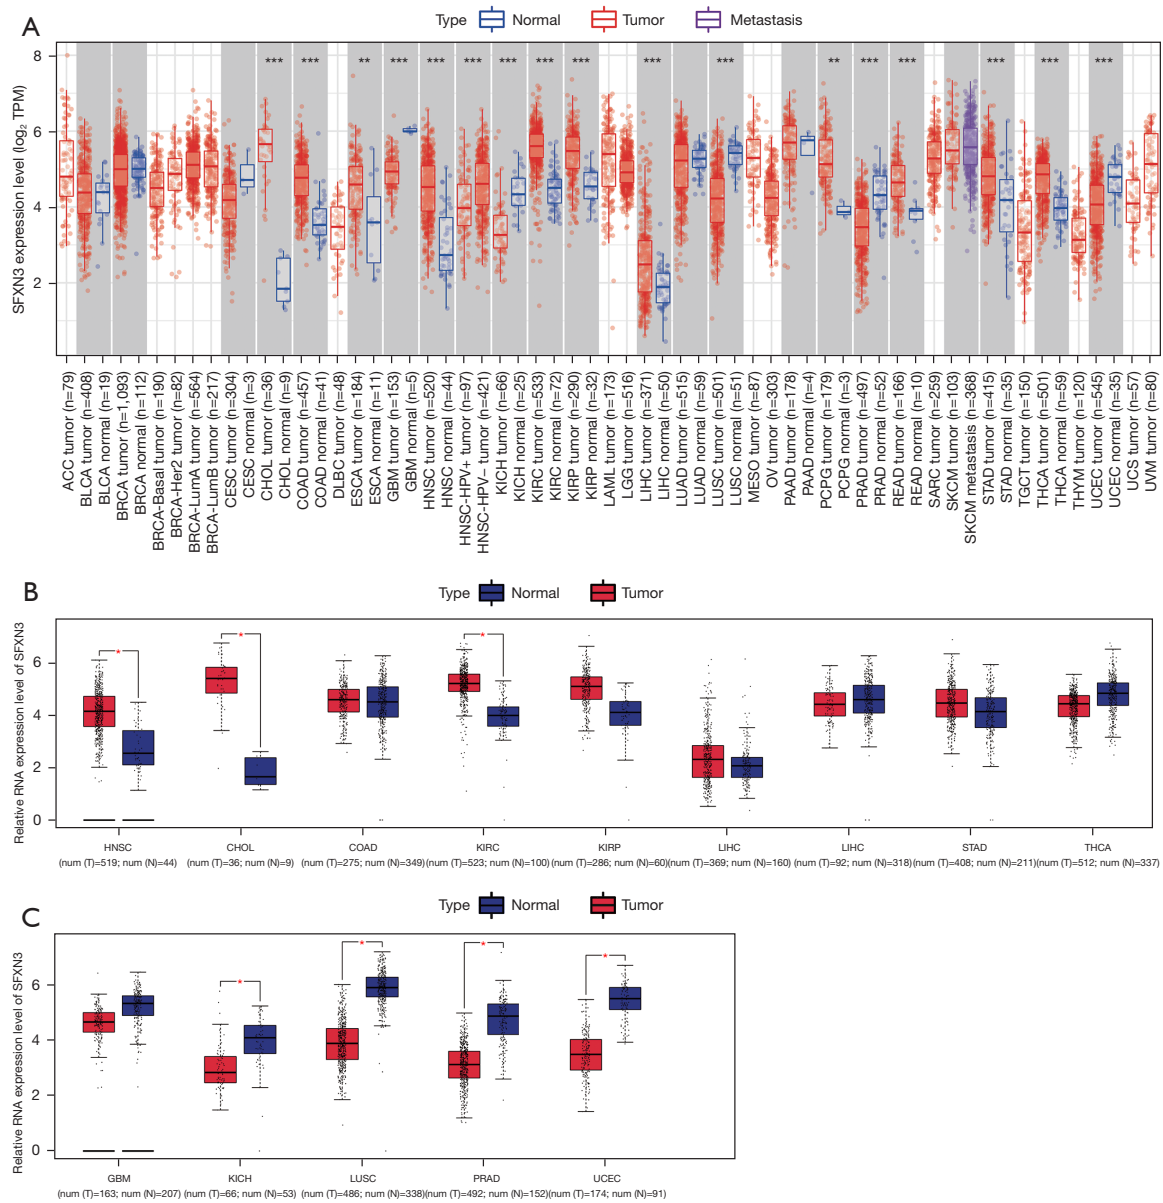 A
Type Normal Tumor Metastasis
SFXN3 expression level (log2 TPM)
8
6
4
2
*** *** ** *** *** *** *** *** *** *** *** ** *** *** *** *** ***
ACC tumor (n=79)
BLCA tumor (n=408)
BLCA normal (n=19)
BRCA tumor (n=1,093)
BRCA normal (n=112)
BRCA-Basal tumor (n=190)
BRCA-Her2 tumor (n=82)
BRCA-LumA tumor (n=564)
BRCA-LumB tumor (n=217)
CESC tumor (n=304)
CESC normal (n=3)
CHOL tumor (n=36)
CHOL normal (n=9)
COAD tumor (n=457)
COAD normal (n=41)
DLBC tumor (n=48)
ESCA tumor (n=184)
ESCA normal (n=11)
GBM tumor (n=153)
GBM normal (n=5)
HNSC tumor (n=520)
HNSC normal (n=44)
HNSC-HPV+ tumor (n=97)
HNSC-HPV− tumor (n=421)
KICH tumor (n=66)
KICH normal (n=25)
KIRC tumor (n=533)
KIRC normal (n=72)
KIRP tumor (n=290)
KIRP normal (n=32)
LAML tumor (n=173)
LGG tumor (n=516)
LIHC tumor (n=371)
LIHC normal (n=50)
LUAD tumor (n=515)
LUAD normal (n=59)
LUSC tumor (n=501)
LUSC normal (n=51)
MESO tumor (n=87)
OV tumor (n=303)
PAAD tumor (n=178)
PAAD normal (n=4)
PCPG tumor (n=179)
PCPG normal (n=3)
PRAD tumor (n=497)
PRAD normal (n=52)
READ tumor (n=166)
READ normal (n=10)
SARC tumor (n=259)
SKCM tumor (n=103)
SKCM metastasis (n=368)
STAD tumor (n=415)
STAD normal (n=35)
TGCT tumor (n=150)
THCA tumor (n=501)
THCA normal (n=59)
THYM tumor (n=120)
UCEC tumor (n=545)
UCEC normal (n=35)
UCS tumor (n=57)
UVM tumor (n=80)
B
Type Normal Tumor
Relative RNA expression level of SFXN3
6
4
2
0
* * *
HNSC CHOL COAD KIRC KIRP LIHC LIHC STAD THCA
(num (T)=519; num (N)=44) (num (T)=36; num (N)=9) (num (T)=275; num (N)=349) (num (T)=523; num (N)=100) (num (T)=286; num (N)=60) (num (T)=369; num (N)=160) (num (T)=92; num (N)=318) (num (T)=408; num (N)=211) (num (T)=512; num (N)=337)
C
Type Normal Tumor
Relative RNA expression level of SFXN3
6
4
2
0
* * * *
GBM KICH LUSC PRAD UCEC
(num (T)=163; num (N)=207) (num (T)=66; num (N)=53) (num (T)=486; num (N)=338) (num (T)=492; num (N)=152) (num (T)=174; num (N)=91)